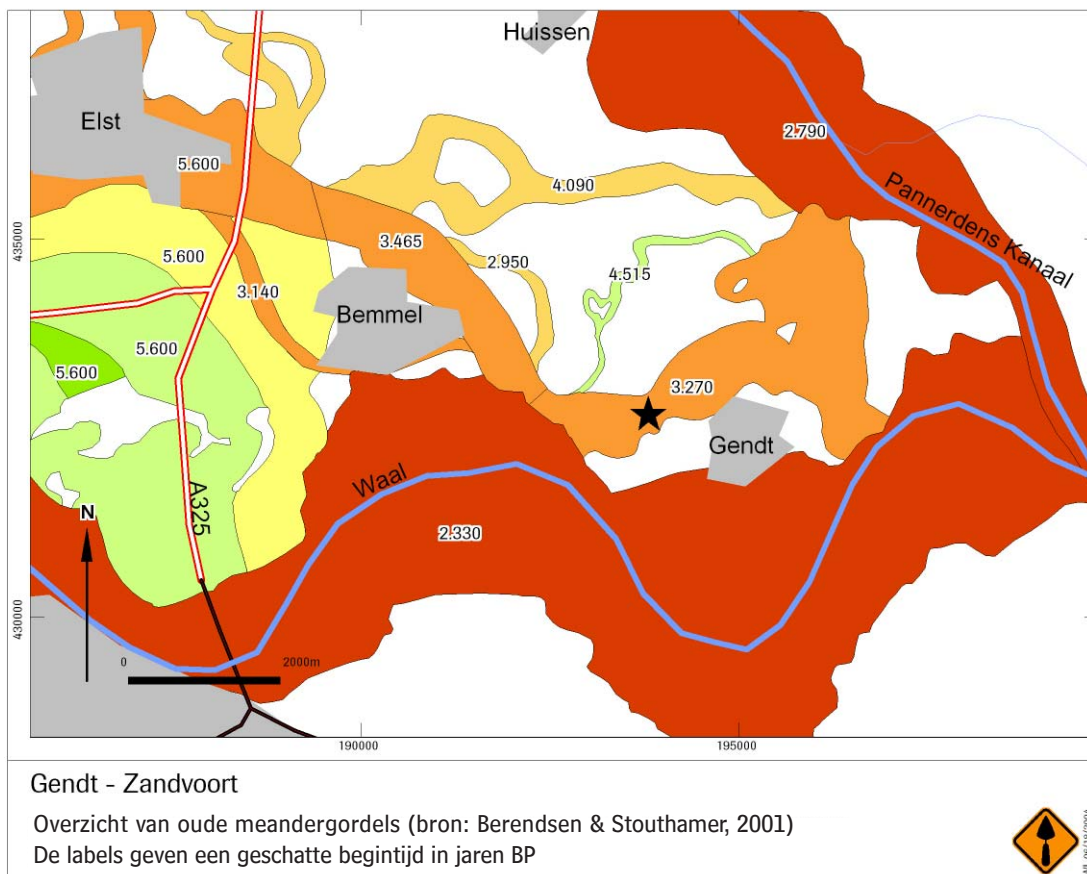 Huissen
Elst
2.790
5.600
4.090
Pannerdens Kanaal
435000
3.465
5.600
2.950
4.515
3.140
Bemmel
5.600
5.600
3.270
Gendt
Waal
A325
N
2.330
430000
0 2000m
190000 195000
Gendt - Zandvoort
Overzicht van oude meandergordels (bron: Berendsen & Stouthamer, 2001)
De labels geven een geschatte begintijd in jaren BP